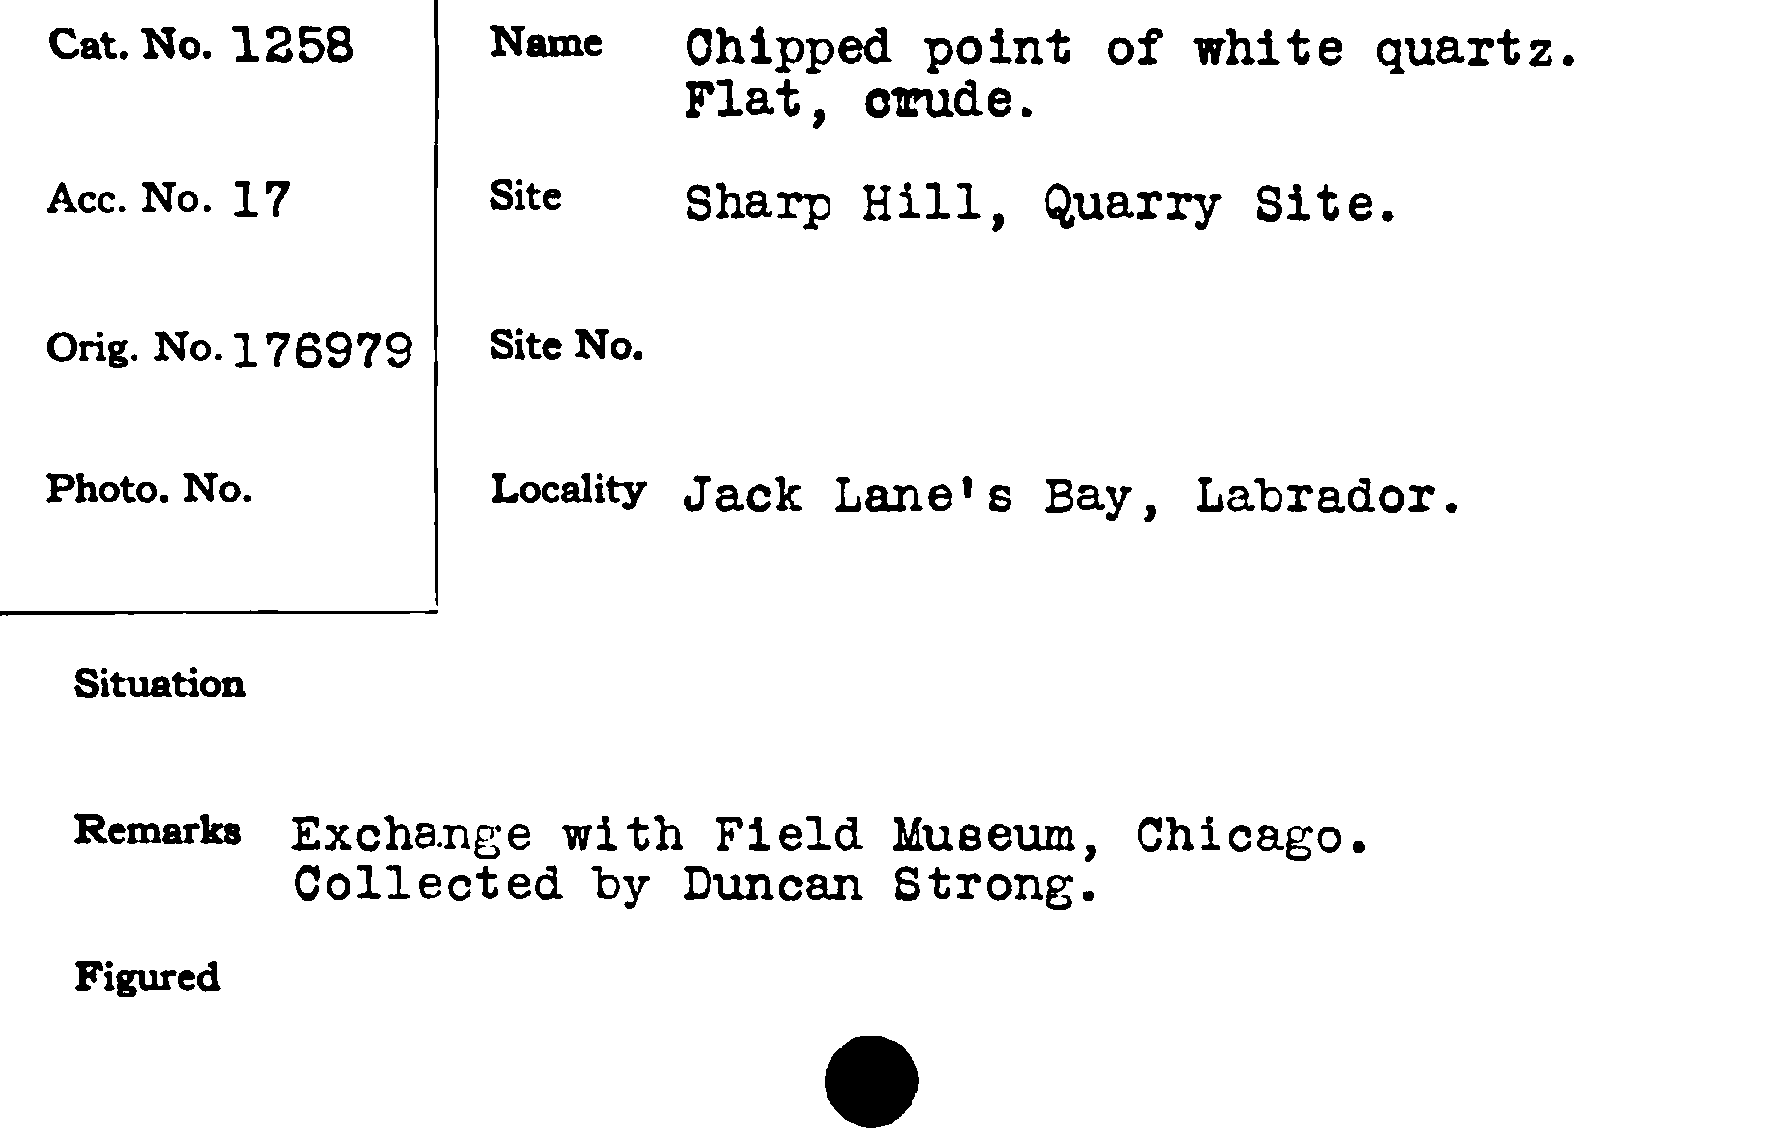 Cat. No. 1258
Name Chipped point of white quartz.
Flat, crude.
Acc. No. 17
Site Sharp Hill, Quarry Site.
Orig. No. 176979
Site No.
Photo. No.
Locality Jack Lane's Bay, Labrador.
Situation
Remarks Exchange with Field Museum, Chicago.
Collected by Duncan Strong.
Figured